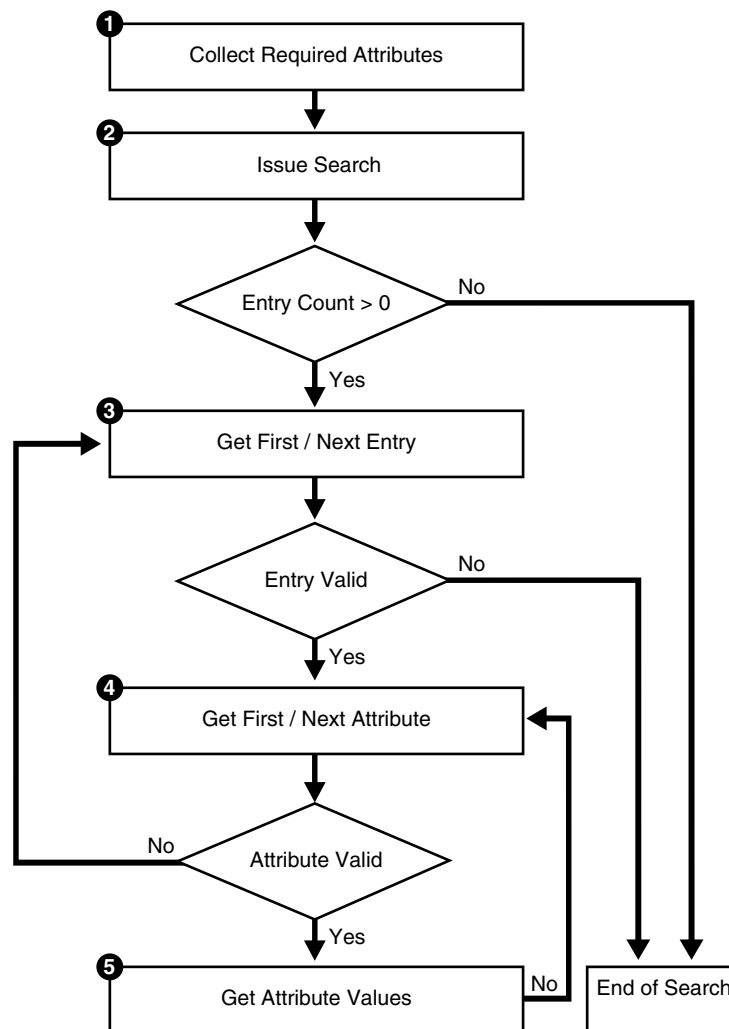 1
Collect Required Attributes
2
Issue Search
Entry Count > 0
No
Yes
3
Get First / Next Entry
Entry Valid
No
Yes
4
Get First / Next Attribute
Attribute Valid
No
Yes
5
Get Attribute Values
No
End of Search